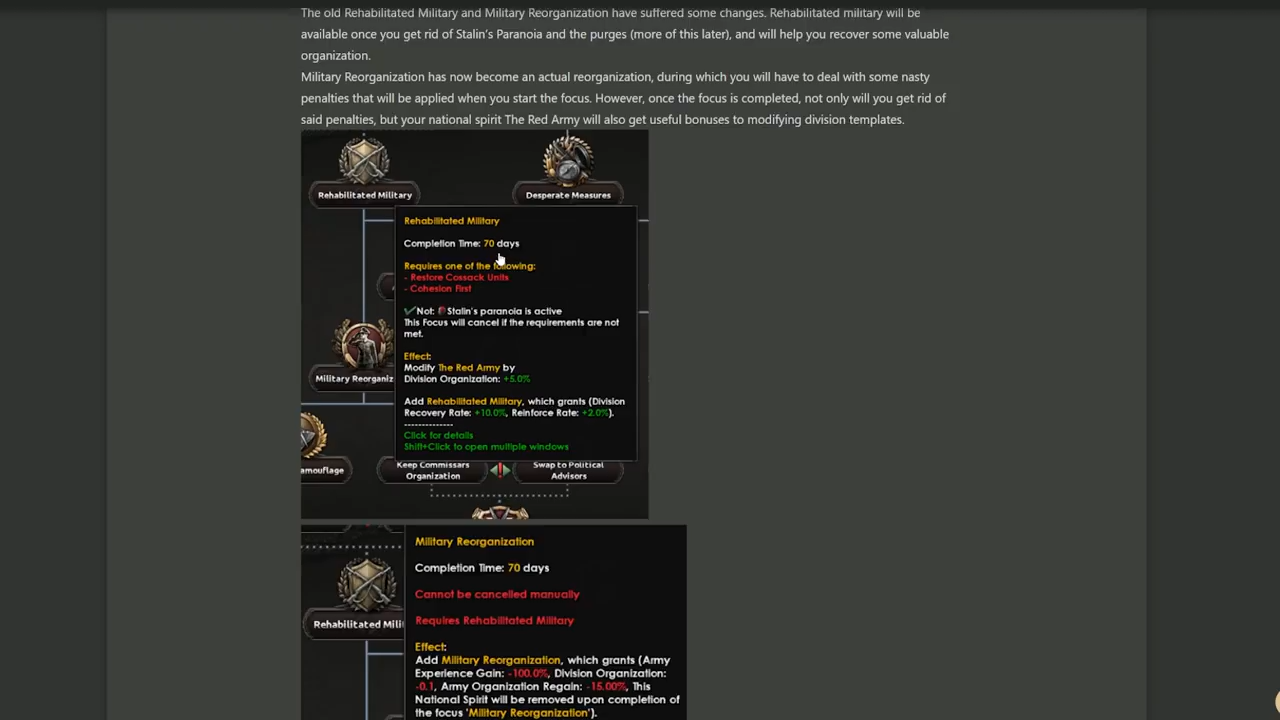 The old Rehabilitated Military and Military Reorganization have suffered some changes. Rehabilitated military will be
available once you get rid of Stalin's Paranoia and the purges (more of this later), and will help you recover some valuable
organization.
Military Reorganization has now become an actual reorganization, during which you will have to deal with some nasty
penalties that will be applied when you start the focus. However, once the focus is completed, not only will you get rid of
said penalties, but your national spirit The Red Army will also get useful bonuses to modifying division templates.
Rehabilitated Military
Desperate Measures
Rehabilitated Military
Completion Time: 70 days
Requires one of the following:
- Restore Cossack Units
- Cohesion First
Not: Stalin's paranoia is active
This Focus will cancel if the requirements are not
met.
Effect:
Modify The Red Army by
Division Organization: +5.0%
Add Rehabilitated Military, which grants (Division
Recovery Rate: +10.0%, Reinforce Rate: +2.0%).
--------------
Click for details
Shift+Click to open multiple windows
Military Reorganiz
amouflage
Keep Commissars
Organization
Swap to Political
Advisors
Military Reorganization
Completion Time: 70 days
Cannot be cancelled manually
Requires Rehabilitated Military
Effect:
Add Military Reorganization, which grants (Army
Experience Gain: -100.0%, Division Organization:
-0.1, Army Organization Regain: -15.00%, This
National Spirit will be removed upon completion of
the focus 'Military Reorganization').
Rehabilitated Mili